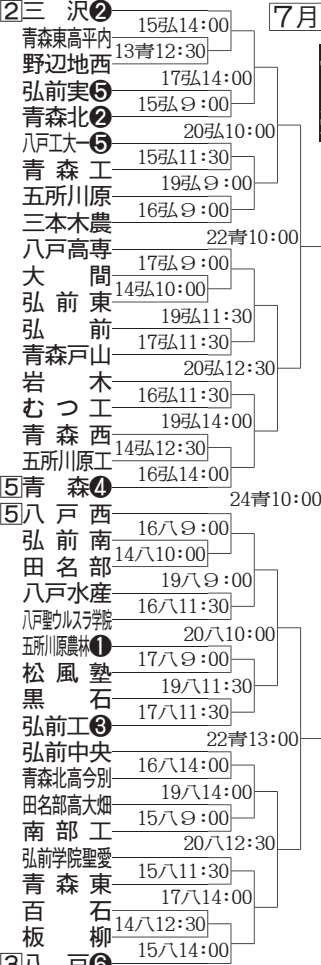 7月
②三沢❷
15弘14:00
青森東高平内
13青12:30
野辺地西
17弘14:00
弘前実❺
15弘9:00
青森北❷
20弘10:00
八戸工大一❺
15弘11:30
青森工
19弘9:00
五所川原
16弘9:00
三本木農
22青10:00
八戸高専
17弘9:00
大間
14弘10:00
弘前東
19弘11:30
弘前
17弘11:30
青森戸山
20弘12:30
岩木
16弘11:30
むつ工
19弘14:00
青森西
14弘12:30
五所川原工
16弘14:00
⑤青森❹
24青10:00
⑤八戸西
16八9:00
弘前南
14八10:00
田名部
19八9:00
八戸水産
16八11:30
八戸聖ウルスラ学院
20八10:00
五所川原農林❶
17八9:00
松風塾
19八11:30
黒石
17八11:30
弘前工❸
22青13:00
弘前中央
16八14:00
青森北高今別
19八14:00
田名部高大畑
15八9:00
南部工
20八12:30
弘前学院聖愛
15八11:30
青森東
17八14:00
百石
14八12:30
板柳
15八14:00
③八戸❻